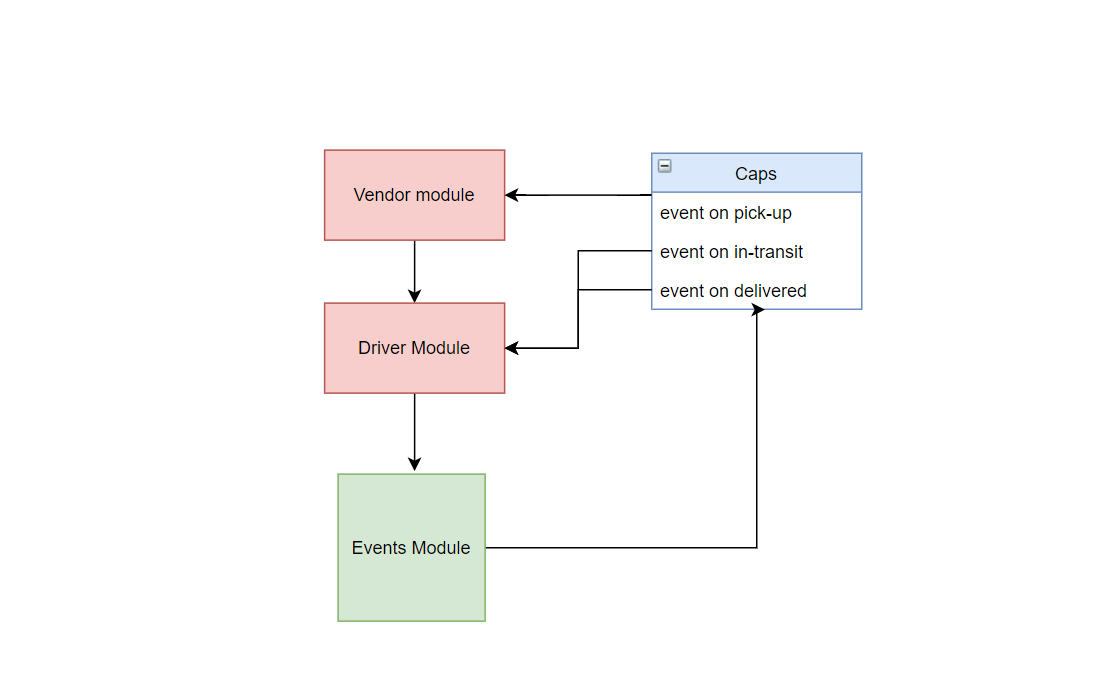 Vendor module
Caps
event on pick-up
event on in-transit
event on delivered
Driver Module
Events Module